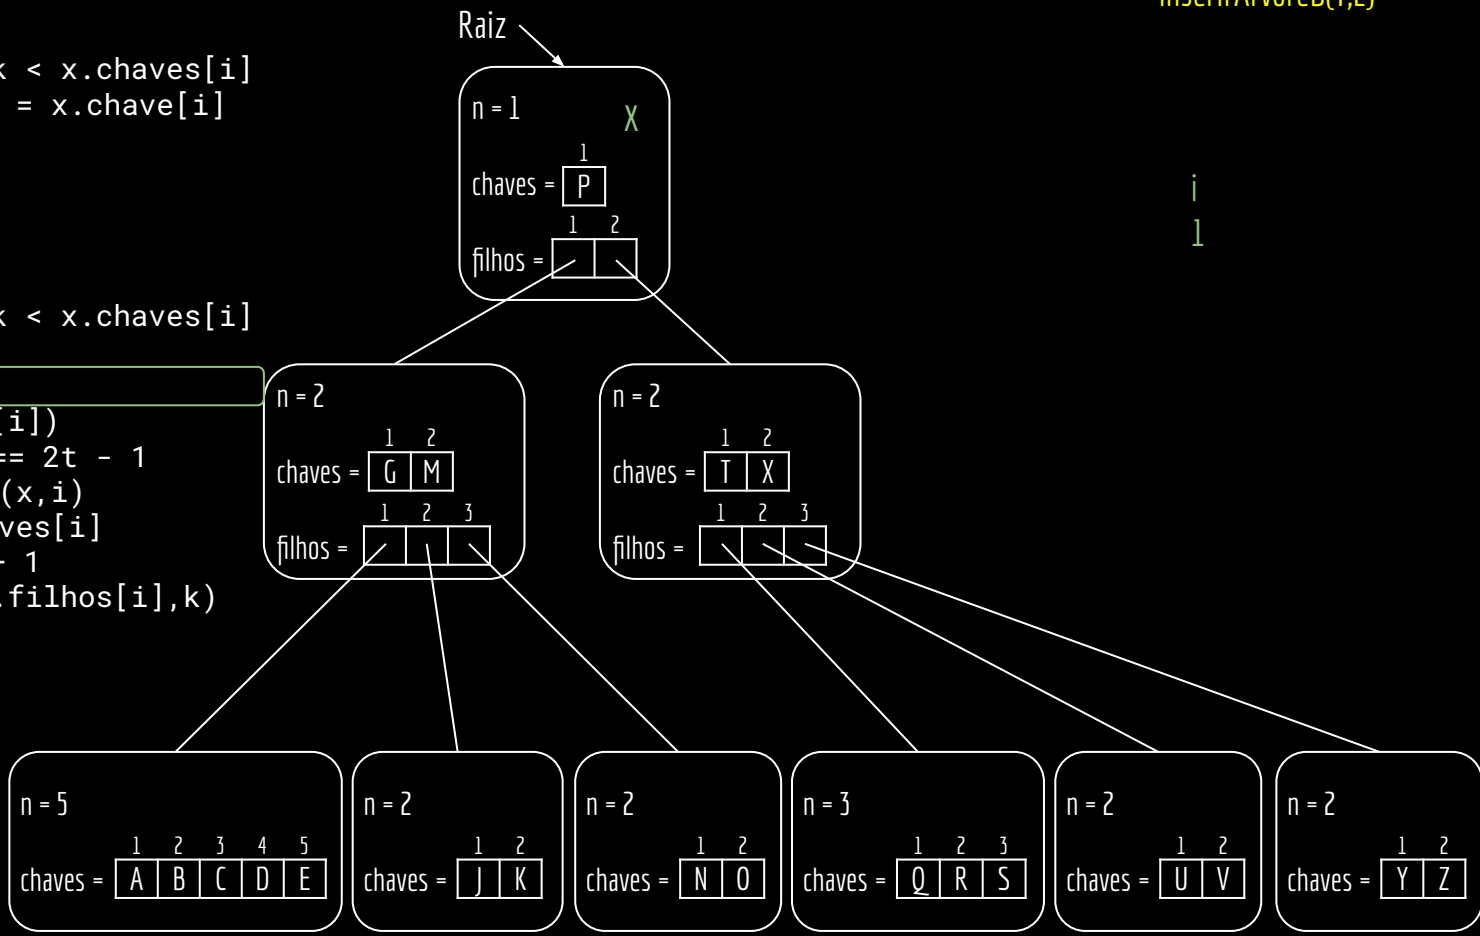 InserirArvoreB(T,L)
Raiz
k < x.chaves[i]
= x.chave[i]
n = 1
X
1
chaves = P
1 2
filhos =
i
1
k < x.chaves[i]
[i])
== 2t - 1
(x,i)
ves[i]
1
.filhos[i],k)
n = 2
1 2
chaves = G M
1 2 3
filhos =
n = 2
1 2
chaves = T X
1 2 3
filhos =
n = 5
1 2 3 4 5
chaves = A B C D E
n = 2
1 2
chaves = J K
n = 2
1 2
chaves = N O
n = 3
1 2 3
chaves = Q R S
n = 2
1 2
chaves = U V
n = 2
1 2
chaves = Y Z